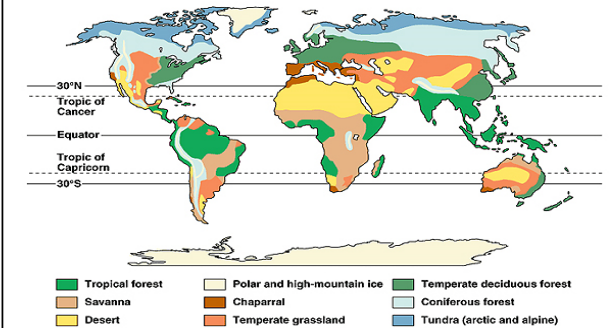 30°N
Tropic of
Cancer
Equator
Tropic of
Capricorn
30°S
Tropical forest
Polar and high-mountain ice
Temperate deciduous forest
Savanna
Chaparral
Coniferous forest
Desert
Temperate grassland
Tundra (arctic and alpine)